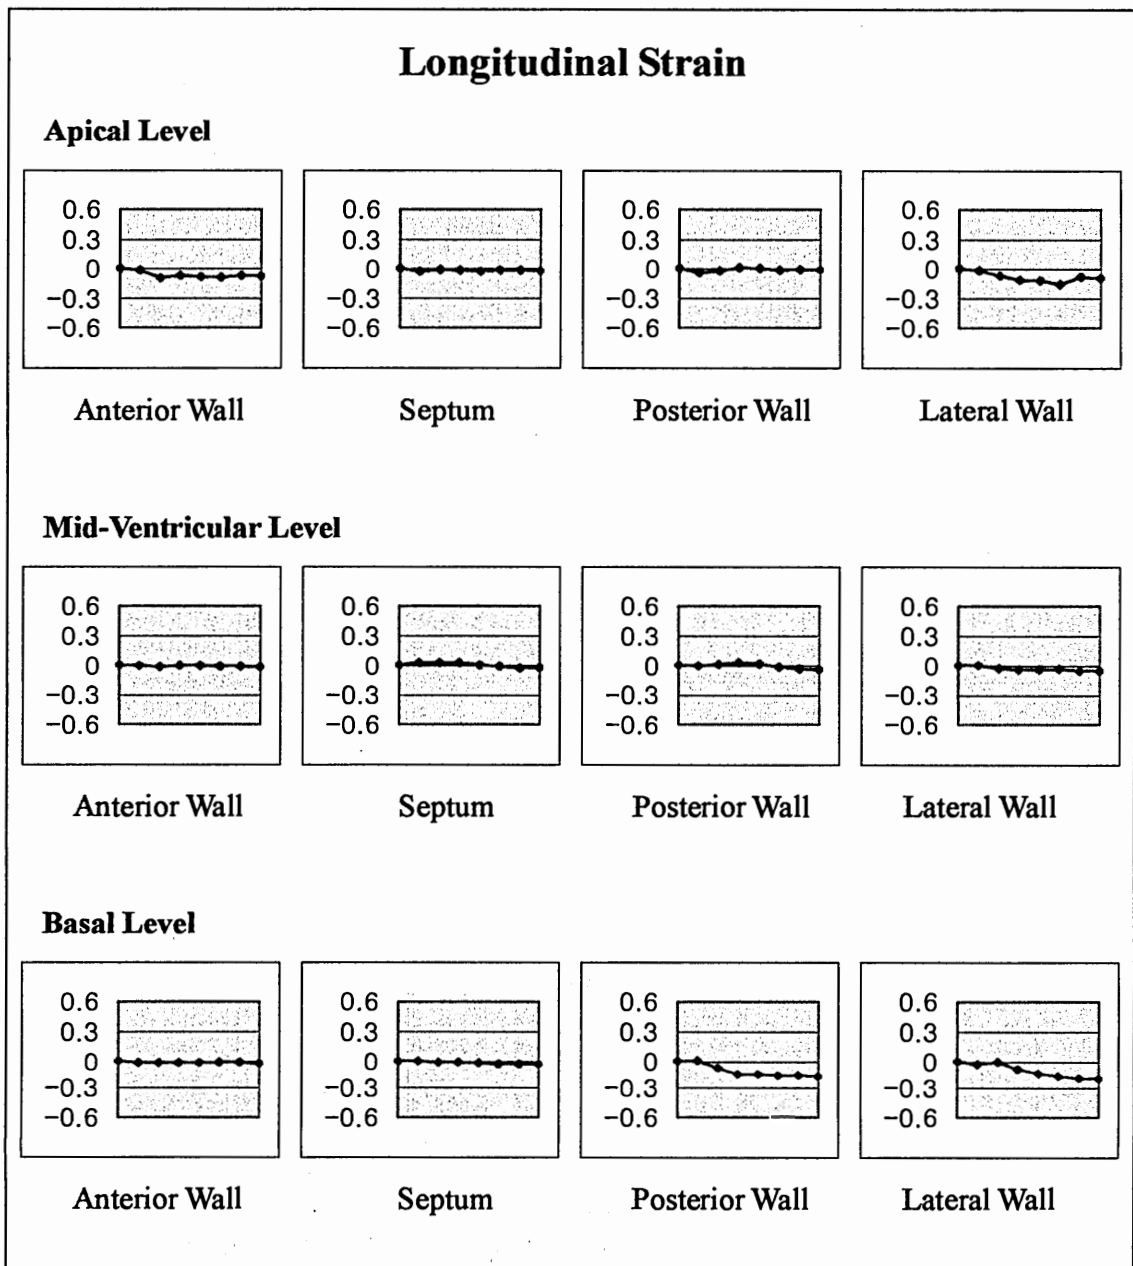 Longitudinal Strain
Apical Level
0.6 0.6 0.6 0.6
0.3 0.3 0.3 0.3
0 0 0 0
−0.3 −0.3 −0.3 −0.3
−0.6 −0.6 −0.6 −0.6
Anterior Wall Septum Posterior Wall Lateral Wall
Mid-Ventricular Level
0.6 0.6 0.6 0.6
0.3 0.3 0.3 0.3
0 0 0 0
−0.3 −0.3 −0.3 −0.3
−0.6 −0.6 −0.6 −0.6
Anterior Wall Septum Posterior Wall Lateral Wall
Basal Level
0.6 0.6 0.6 0.6
0.3 0.3 0.3 0.3
0 0 0 0
−0.3 −0.3 −0.3 −0.3
−0.6 −0.6 −0.6 −0.6
Anterior Wall Septum Posterior Wall Lateral Wall